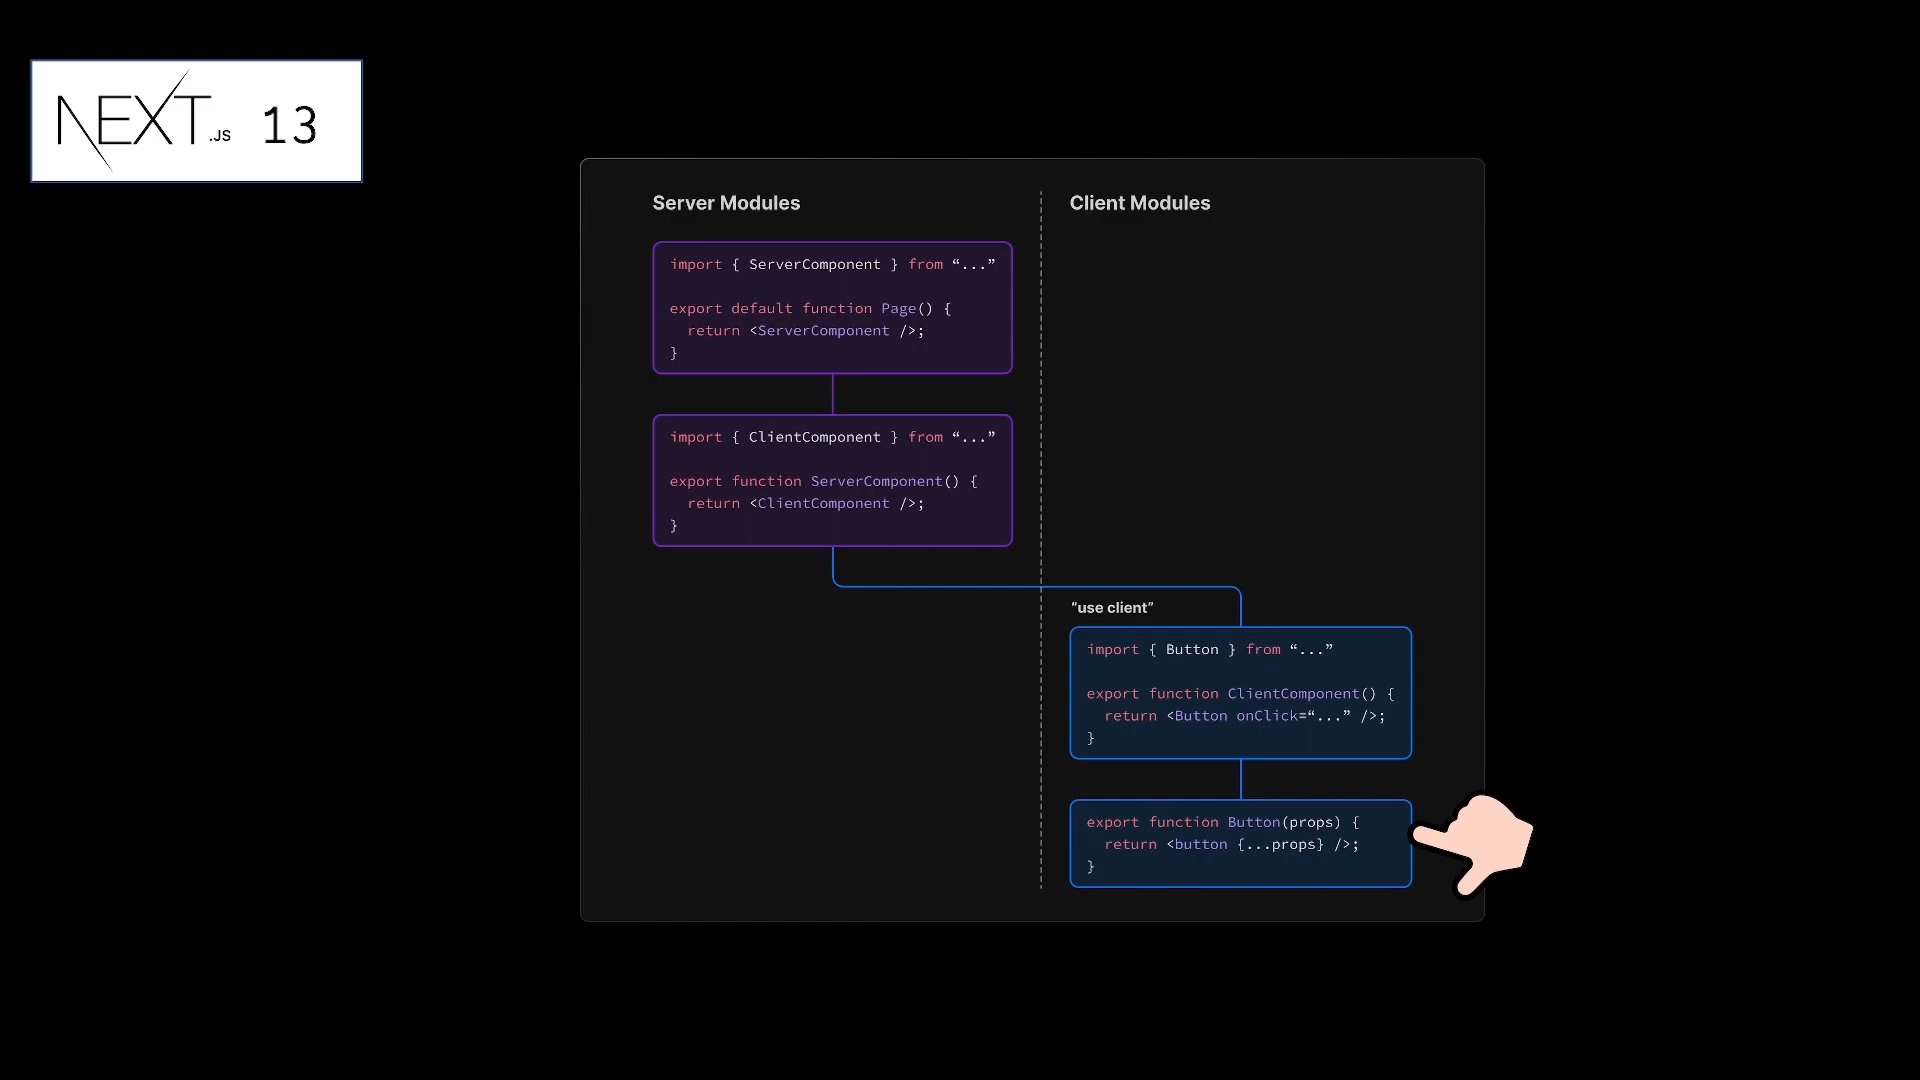 NEXT.JS 13
Server Modules
import { ServerComponent } from “...”
export default function Page() {
return <ServerComponent />;
}
import { ClientComponent } from “...”
export function ServerComponent() {
return <ClientComponent />;
}
Client Modules
“use client”
import { Button } from “...”
export function ClientComponent() {
return <Button onClick=“...” />;
}
export function Button(props) {
return <button {...props} />;
}